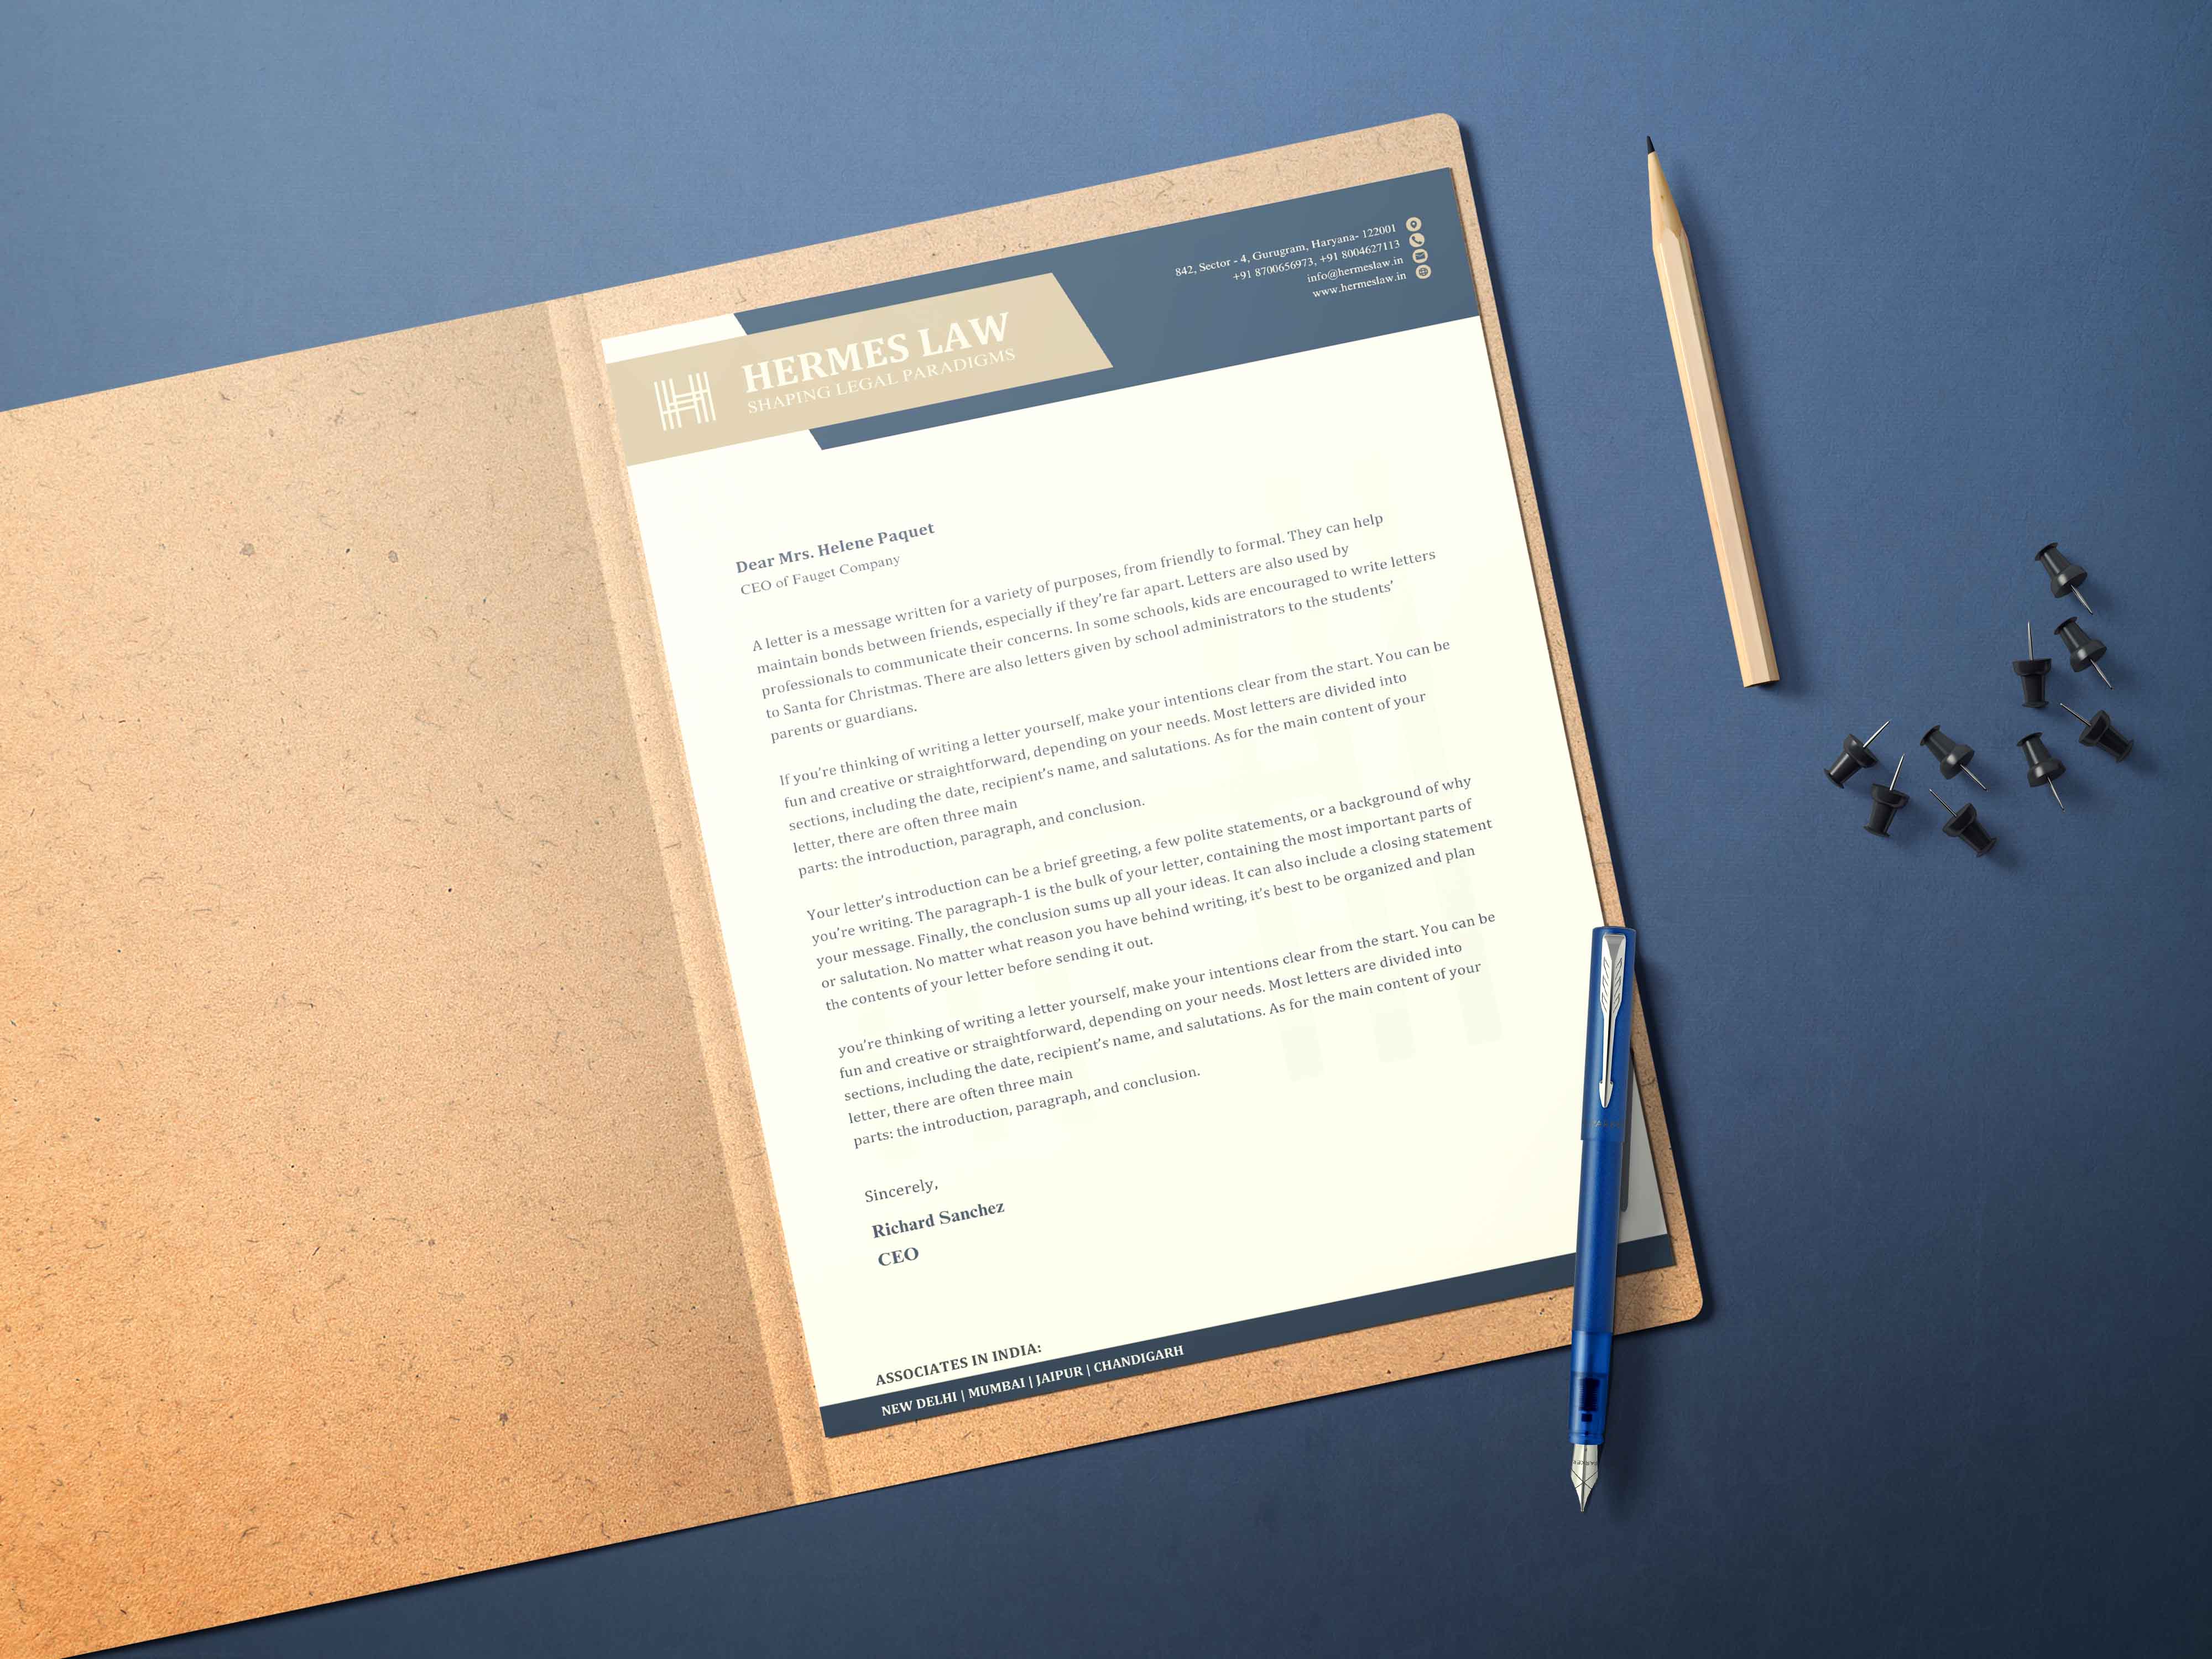 842, Sector - 4, Gurugram, Haryana- 122001
+91 8700656973, +91 8004627113
info@hermeslaw.in
www.hermeslaw.in
HERMES LAW
SHAPING LEGAL PARADIGMS
Dear Mrs. Helene Paquet
CEO of Fauget Company
A letter is a message written for a variety of purposes, from friendly to formal. They can help
maintain bonds between friends, especially if they're far apart. Letters are also used by
professionals to communicate their concerns. In some schools, kids are encouraged to write letters
to Santa for Christmas. There are also letters given by school administrators to the students'
parents or guardians.
If you're thinking of writing a letter yourself, make your intentions clear from the start. You can be
fun and creative or straightforward, depending on your needs. Most letters are divided into
sections, including the date, recipient's name, and salutations. As for the main content of your
letter, there are often three main
parts: the introduction, paragraph, and conclusion.
Your letter's introduction can be a brief greeting, a few polite statements, or a background of why
you're writing. The paragraph-1 is the bulk of your letter, containing the most important parts of
your message. Finally, the conclusion sums up all your ideas. It can also include a closing statement
or salutation. No matter what reason you have behind writing, it's best to be organized and plan
the contents of your letter before sending it out.
you're thinking of writing a letter yourself, make your intentions clear from the start. You can be
fun and creative or straightforward, depending on your needs. Most letters are divided into
sections, including the date, recipient's name, and salutations. As for the main content of your
letter, there are often three main
parts: the introduction, paragraph, and conclusion.
Sincerely,
Richard Sanchez
CEO
ASSOCIATES IN INDIA:
NEW DELHI | MUMBAI | JAIPUR | CHANDIGARH